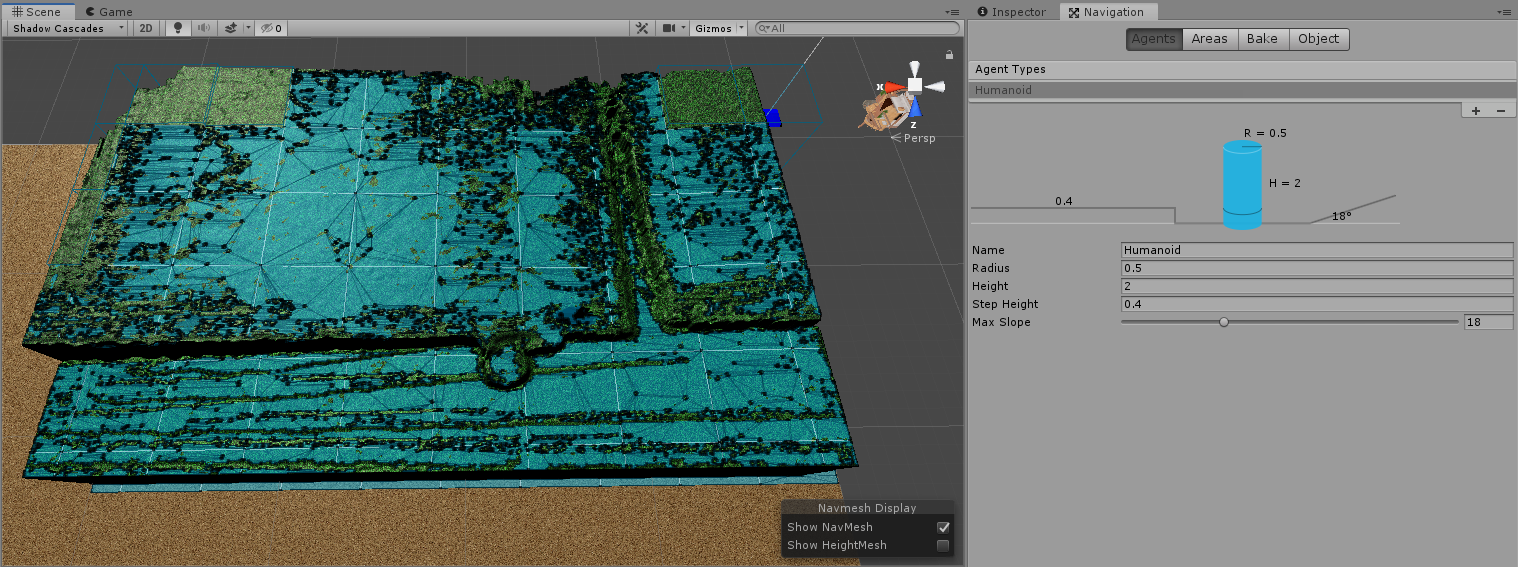 Scene Game
Shadow Cascades 2D 0 Gizmos All
x
z
Persp
Navmesh Display
Show NavMesh
Show HeightMesh
Inspector Navigation
Agents Areas Bake Object
Agent Types
Humanoid
+ −
R = 0.5
H = 2
0.4
18°
Name Humanoid
Radius 0.5
Height 2
Step Height 0.4
Max Slope 18